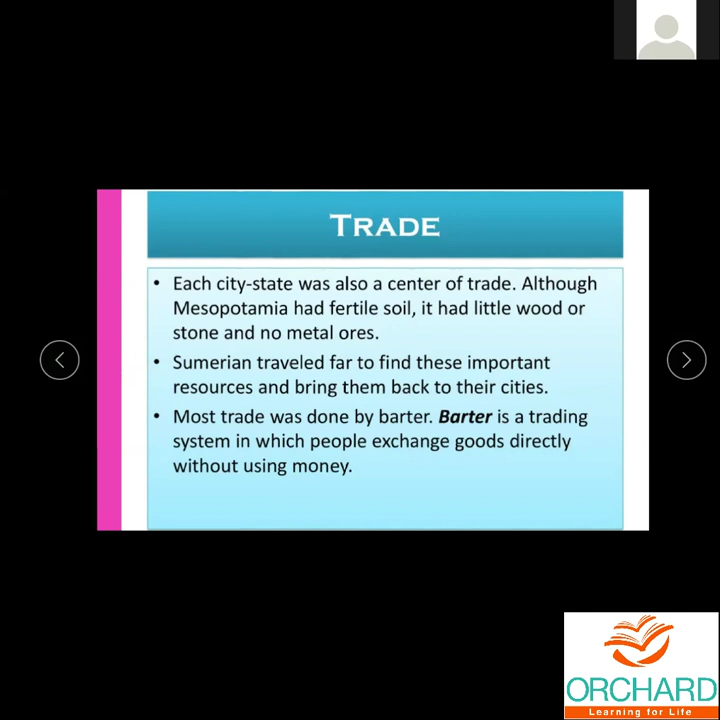 TRADE
• Each city-state was also a center of trade. Although
Mesopotamia had fertile soil, it had little wood or
stone and no metal ores.
• Sumerian traveled far to find these important
resources and bring them back to their cities.
• Most trade was done by barter. Barter is a trading
system in which people exchange goods directly
without using money.
ORCHARD
Learning for Life